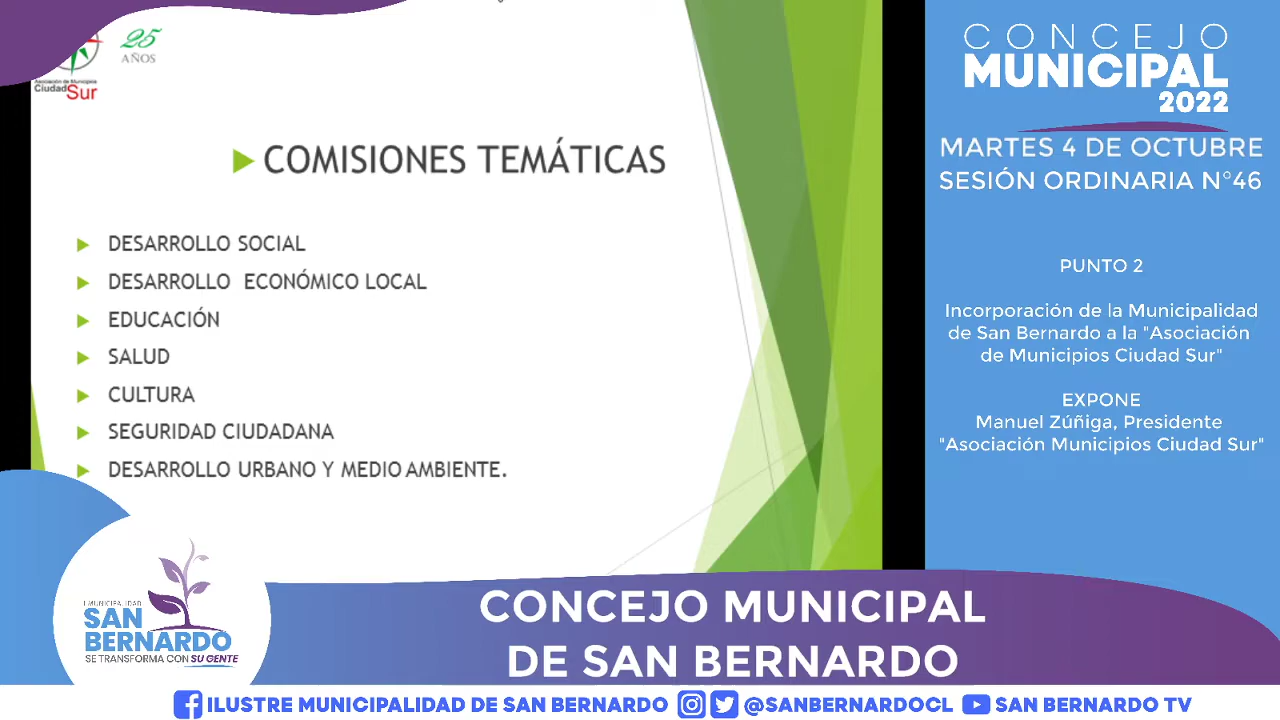 25
AÑOS
Asociación de Municipios
Ciudad Sur
COMISIONES TEMÁTICAS
DESARROLLO SOCIAL
DESARROLLO ECONÓMICO LOCAL
EDUCACIÓN
SALUD
CULTURA
SEGURIDAD CIUDADANA
DESARROLLO URBANO Y MEDIO AMBIENTE.
CONCEJO
MUNICIPAL
2022
MARTES 4 DE OCTUBRE
SESIÓN ORDINARIA N°46
PUNTO 2
Incorporación de la Municipalidad
de San Bernardo a la "Asociación
de Municipios Ciudad Sur"
EXPONE
Manuel Zúñiga, Presidente
"Asociación Municipios Ciudad Sur"
I.MUNICIPALIDAD
SAN
BERNARDO
SE TRANSFORMA CON SU GENTE
CONCEJO MUNICIPAL
DE SAN BERNARDO
ILUSTRE MUNICIPALIDAD DE SAN BERNARDO @SANBERNARDOCL SAN BERNARDO TV